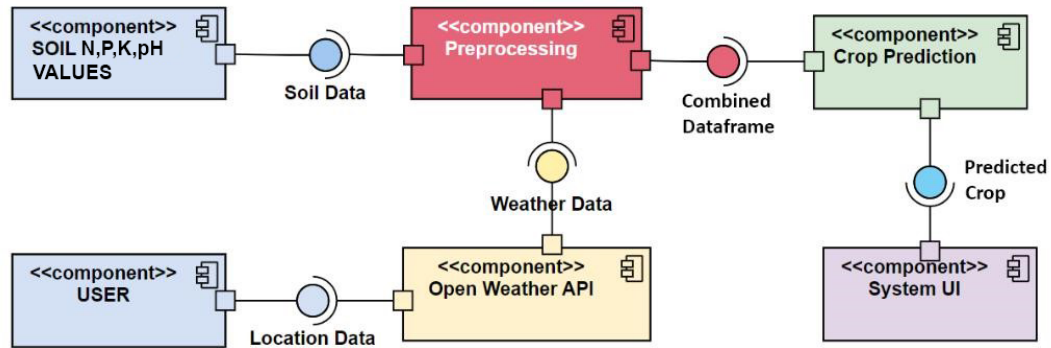 <<component>>
SOIL N,P,K,pH
VALUES
Soil Data
<<component>>
Preprocessing
Combined
Dataframe
<<component>>
Crop Prediction
Weather Data
Predicted
Crop
<<component>>
USER
Location Data
<<component>>
Open Weather API
<<component>>
System UI